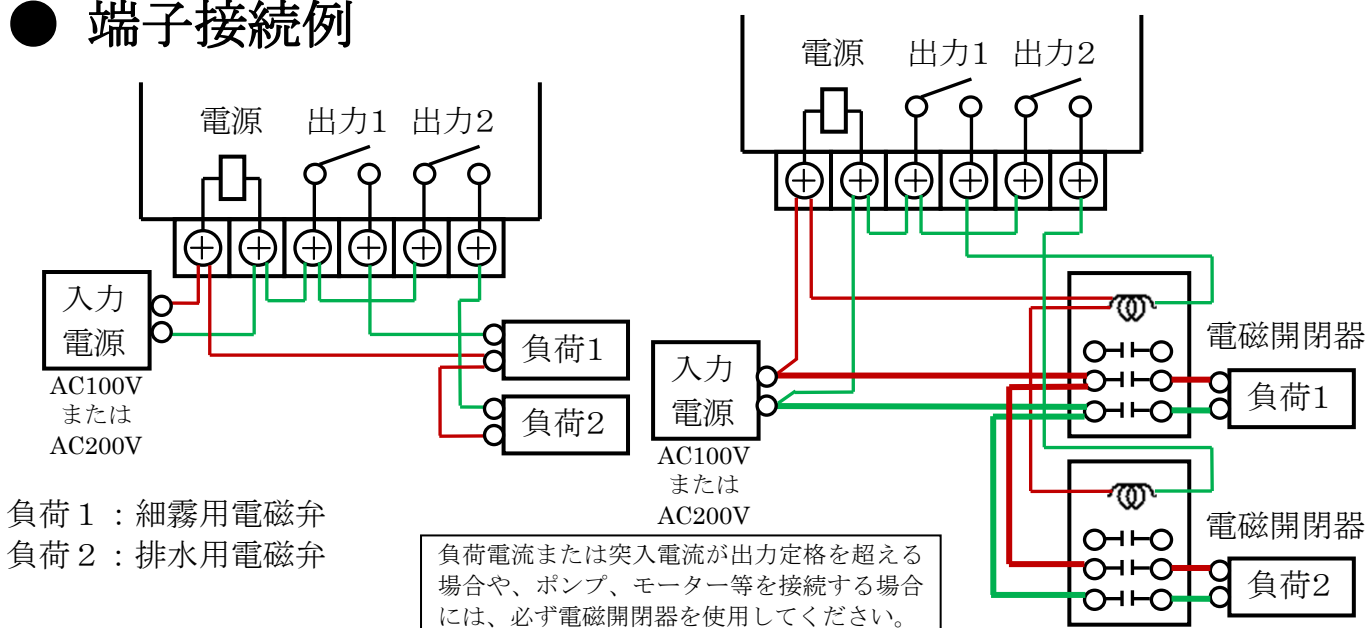 ● 端子接続例
電源 出力1 出力2
入力
電源
AC100V
または
AC200V
負荷1
負荷2
負荷１：細霧用電磁弁
負荷２：排水用電磁弁
電源 出力1 出力2
入力
電源
AC100V
または
AC200V
電磁開閉器
負荷1
電磁開閉器
負荷2
負荷電流または突入電流が出力定格を超える
場合や、ポンプ、モーター等を接続する場合
には、必ず電磁開閉器を使用してください。